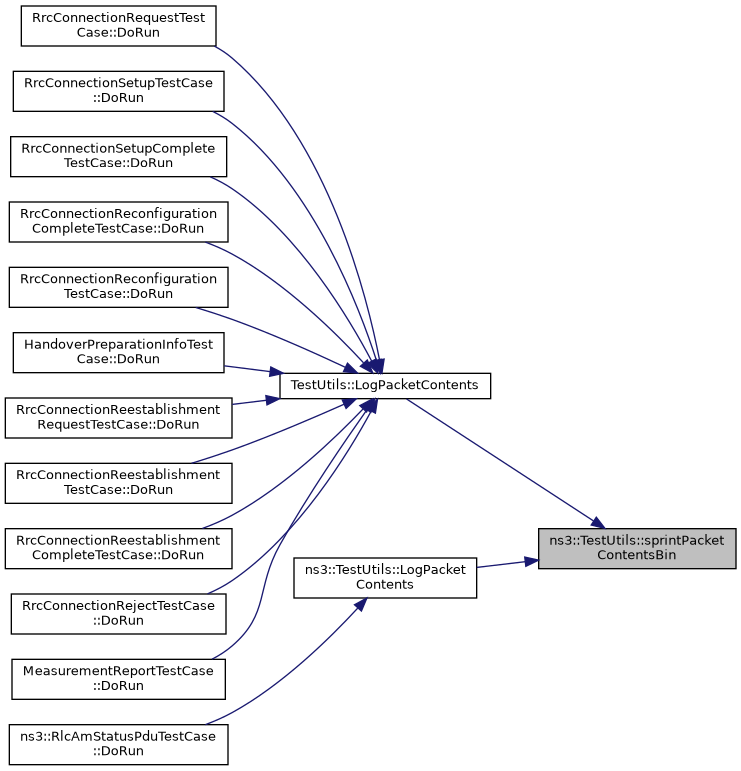 RrcConnectionRequestTest
Case::DoRun
RrcConnectionSetupTestCase
::DoRun
RrcConnectionSetupComplete
TestCase::DoRun
RrcConnectionReconfiguration
CompleteTestCase::DoRun
RrcConnectionReconfiguration
TestCase::DoRun
HandoverPreparationInfoTest
Case::DoRun
TestUtils::LogPacketContents
RrcConnectionReestablishment
RequestTestCase::DoRun
RrcConnectionReestablishment
TestCase::DoRun
RrcConnectionReestablishment
CompleteTestCase::DoRun
ns3::TestUtils::sprintPacket
ContentsBin
ns3::TestUtils::LogPacket
Contents
RrcConnectionRejectTestCase
::DoRun
MeasurementReportTestCase
::DoRun
ns3::RlcAmStatusPduTestCase
::DoRun